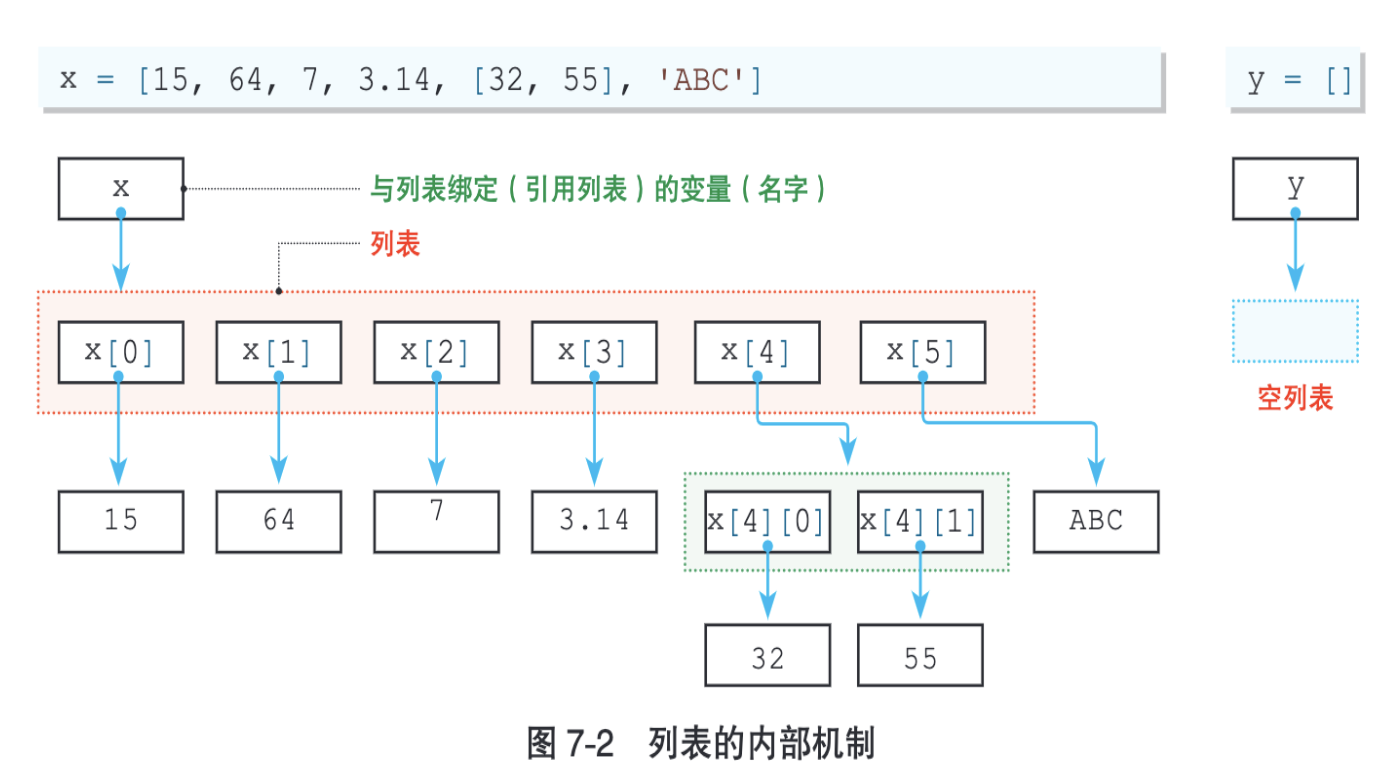 x = [15, 64, 7, 3.14, [32, 55], 'ABC']
y = []
x
与列表绑定（引用列表）的变量（名字）
y
列表
x[0]
x[1]
x[2]
x[3]
x[4]
x[5]
空列表
15
64
7
3.14
x[4][0]
x[4][1]
ABC
32
55
图 7-2 列表的内部机制